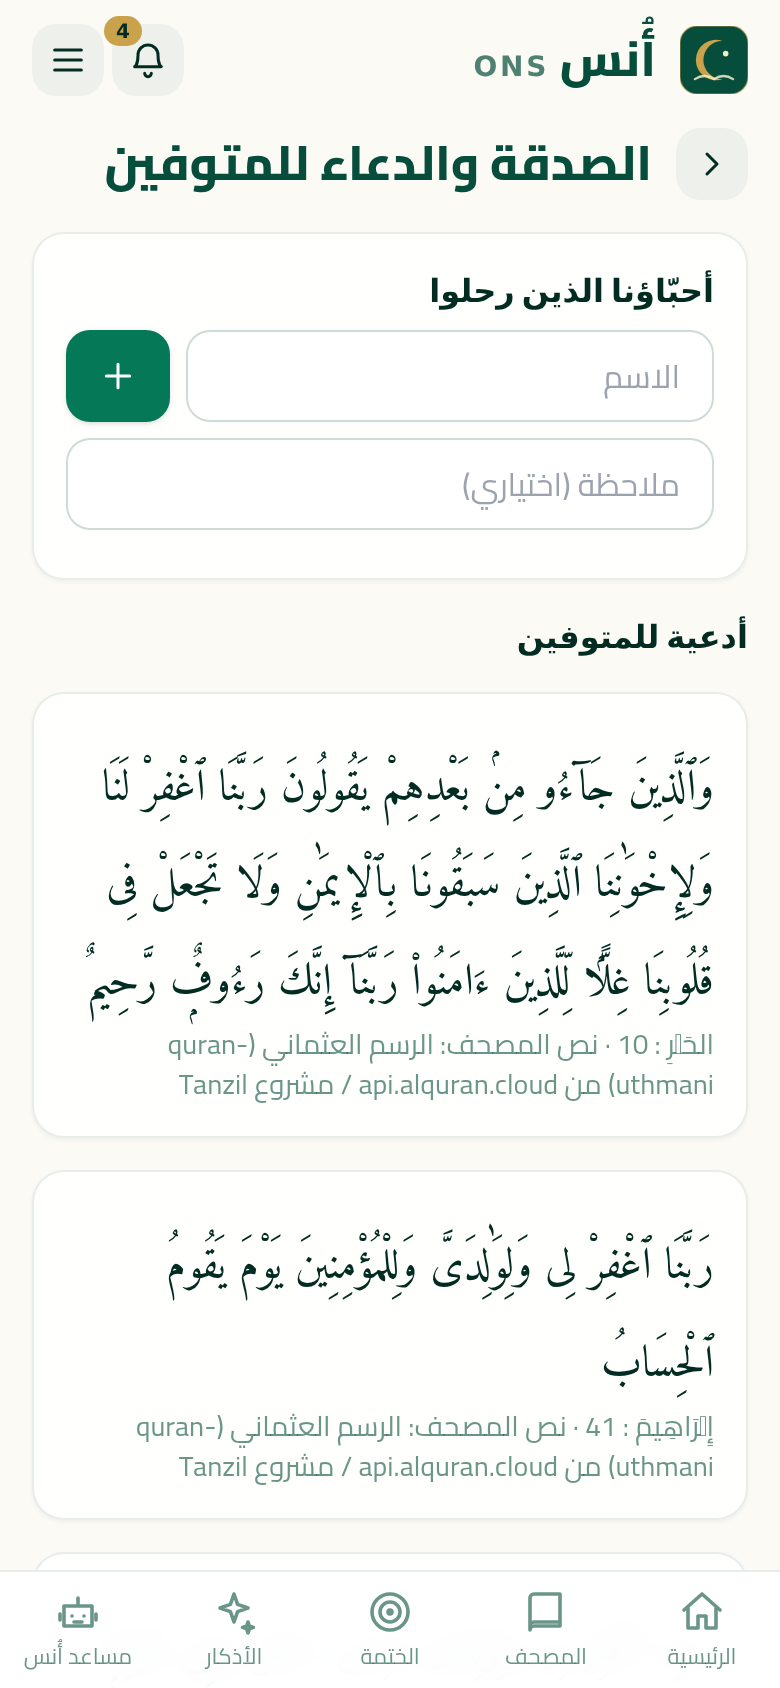 أُنس ONS
4
الصدقة والدعاء للمتوفين
أحبّاؤنا الذين رحلوا
الاسم
ملاحظة (اختياري)
أدعية للمتوفين
وَٱلَّذِينَ جَآءُو مِنۢ بَعْدِهِمْ يَقُولُونَ رَبَّنَا ٱغْفِرْ لَنَا
وَلِإِخْوَٰنِنَا ٱلَّذِينَ سَبَقُونَا بِٱلْإِيمَٰنِ وَلَا تَجْعَلْ فِى
قُلُوبِنَا غِلًّا لِّلَّذِينَ ءَامَنُوا۟ رَبَّنَآ إِنَّكَ رَءُوفٌۭ رَّحِيمٌ
: 10 · نص المصحف: الرسم العثماني (quran-
uthmani) من api.alquran.cloud / مشروع Tanzil
رَبَّنَا ٱغْفِرْ لِى وَلِوَٰلِدَىَّ وَلِلْمُؤْمِنِينَ يَوْمَ يَقُومُ
ٱلْحِسَابُ
: 41 · نص المصحف: الرسم العثماني (quran-
uthmani) من api.alquran.cloud / مشروع Tanzil
الرئيسية
المصحف
الختمة
الأذكار
مساعد أُنس